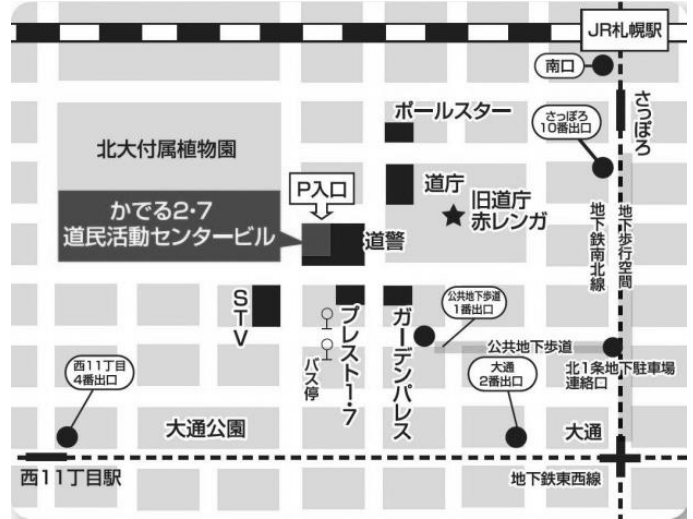 JR札幌駅
南口
さっぽろ
ポールスター
さっぽろ
10番出口
北大付属植物園
P入口
道庁
旧道庁
赤レンガ
かでる2・7
道民活動センタービル
道警
地下鉄南北線
地下歩行空間
STV
バス停
プレスト1・7
ガーデンパレス
公共地下歩道
1番出口
公共地下歩道
北1条地下駐車場
連絡口
西11丁目
4番出口
大通
2番出口
大通公園
大通
西11丁目駅
地下鉄東西線